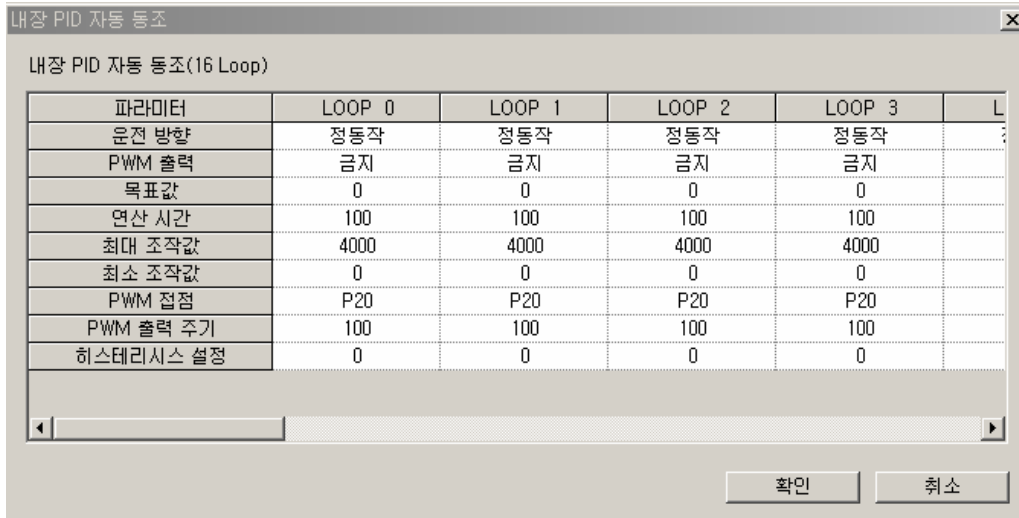 내장 PID 자동 동조
내장 PID 자동 동조(16 Loop)
파라미터 LOOP 0 LOOP 1 LOOP 2 LOOP 3 L
운전 방향 정동작 정동작 정동작 정동작
PWM 출력 금지 금지 금지 금지
목표값 0 0 0 0
연산 시간 100 100 100 100
최대 조작값 4000 4000 4000 4000
최소 조작값 0 0 0 0
PWM 접점 P20 P20 P20 P20
PWM 출력 주기 100 100 100 100
히스테리시스 설정 0 0 0 0
확인 취소